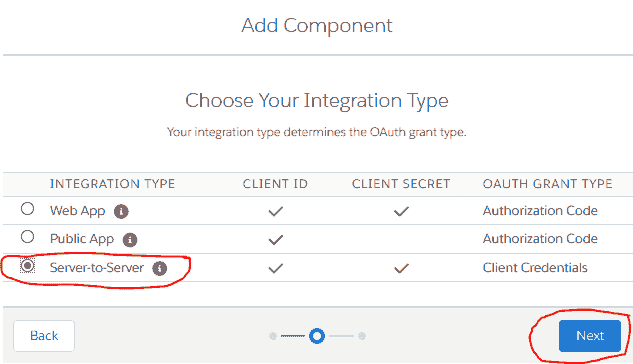 Add Component
Choose Your Integration Type
Your integration type determines the OAuth grant type.
INTEGRATION TYPE CLIENT ID CLIENT SECRET OAUTH GRANT TYPE
Web App i ✓ ✓ Authorization Code
Public App i ✓ Authorization Code
Server-to-Server i ✓ ✓ Client Credentials
Back Next